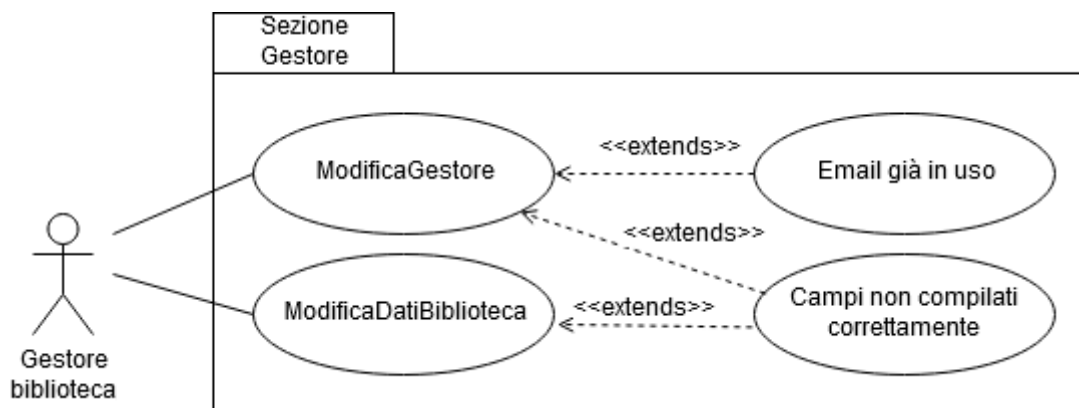 Sezione
Gestore
ModificaGestore
<<extends>>
Email già in uso
<<extends>>
ModificaDatiBiblioteca
<<extends>>
Campi non compilati
correttamente
Gestore
biblioteca